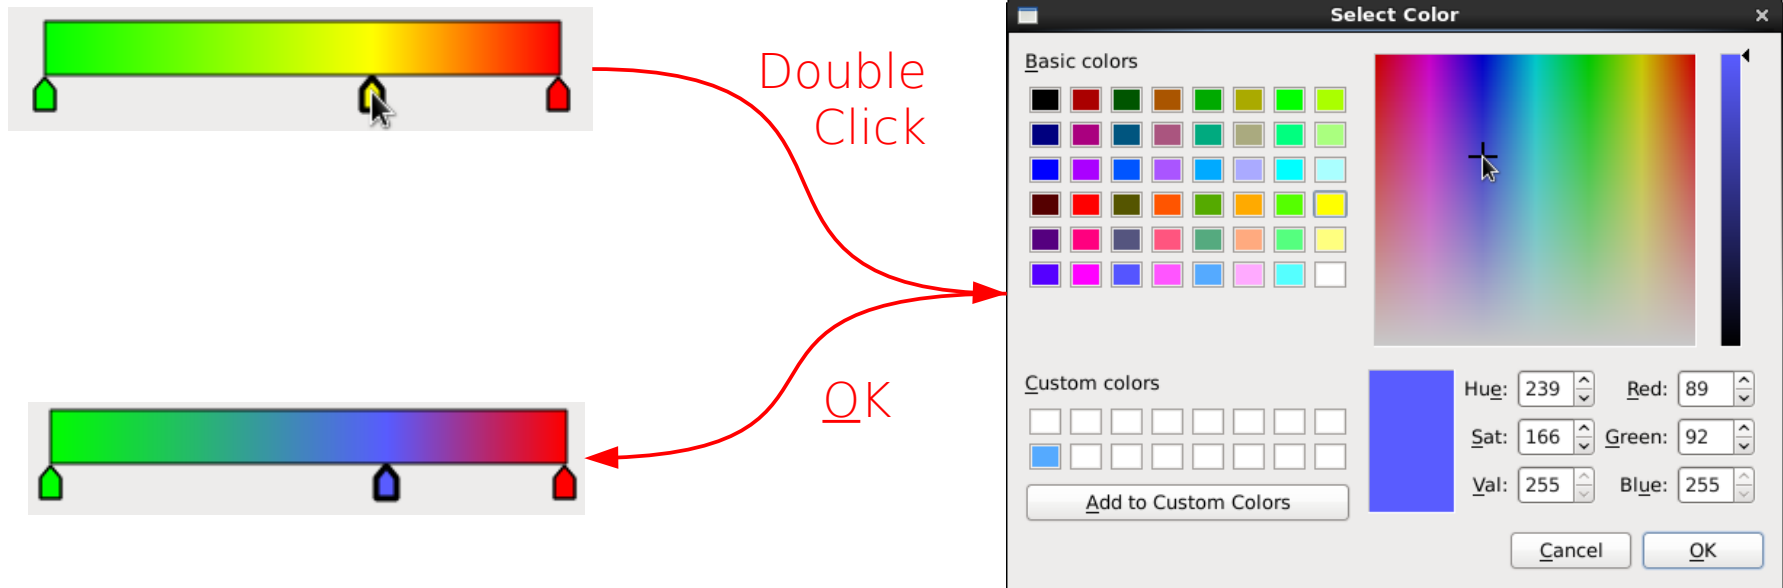 Double
Click
OK
Select Color
Basic colors
Custom colors
Add to Custom Colors
Hue: 239
Red: 89
Sat: 166
Green: 92
Val: 255
Blue: 255
Cancel
OK